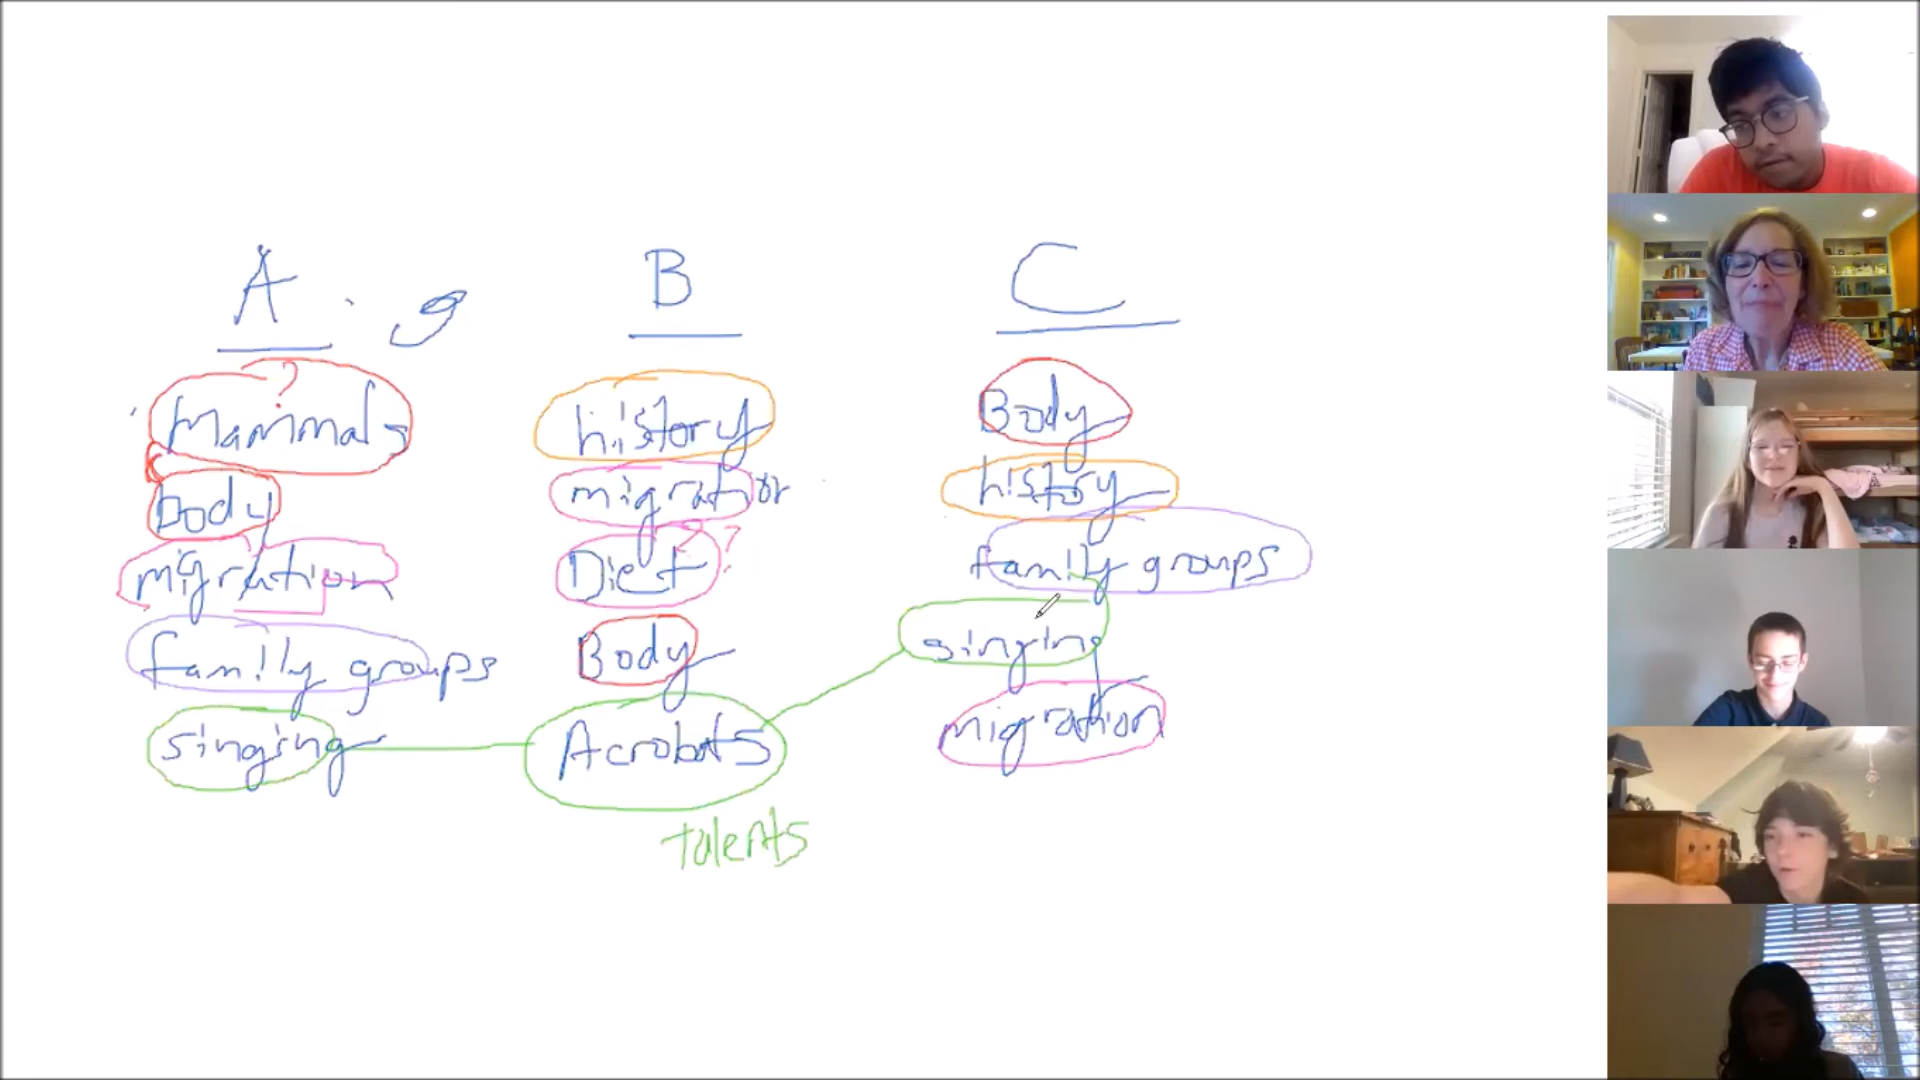 A
Mammals ?
body
migration
family groups
singing
B
history
migration
Diet ?
Body
Acrobats
talents
C
Body
history
family groups
singing
migration